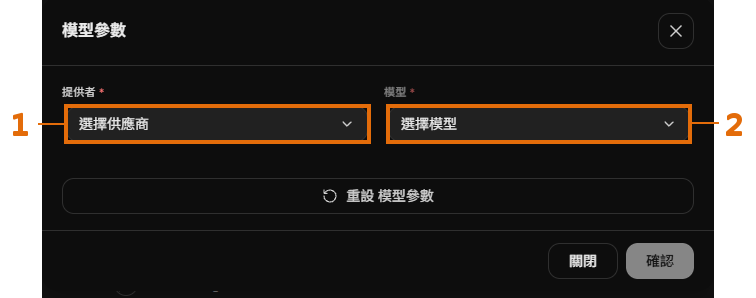 模型參數
提供者 * 模型 *
1 選擇供應商 選擇模型 2
重設 模型參數
關閉 確認